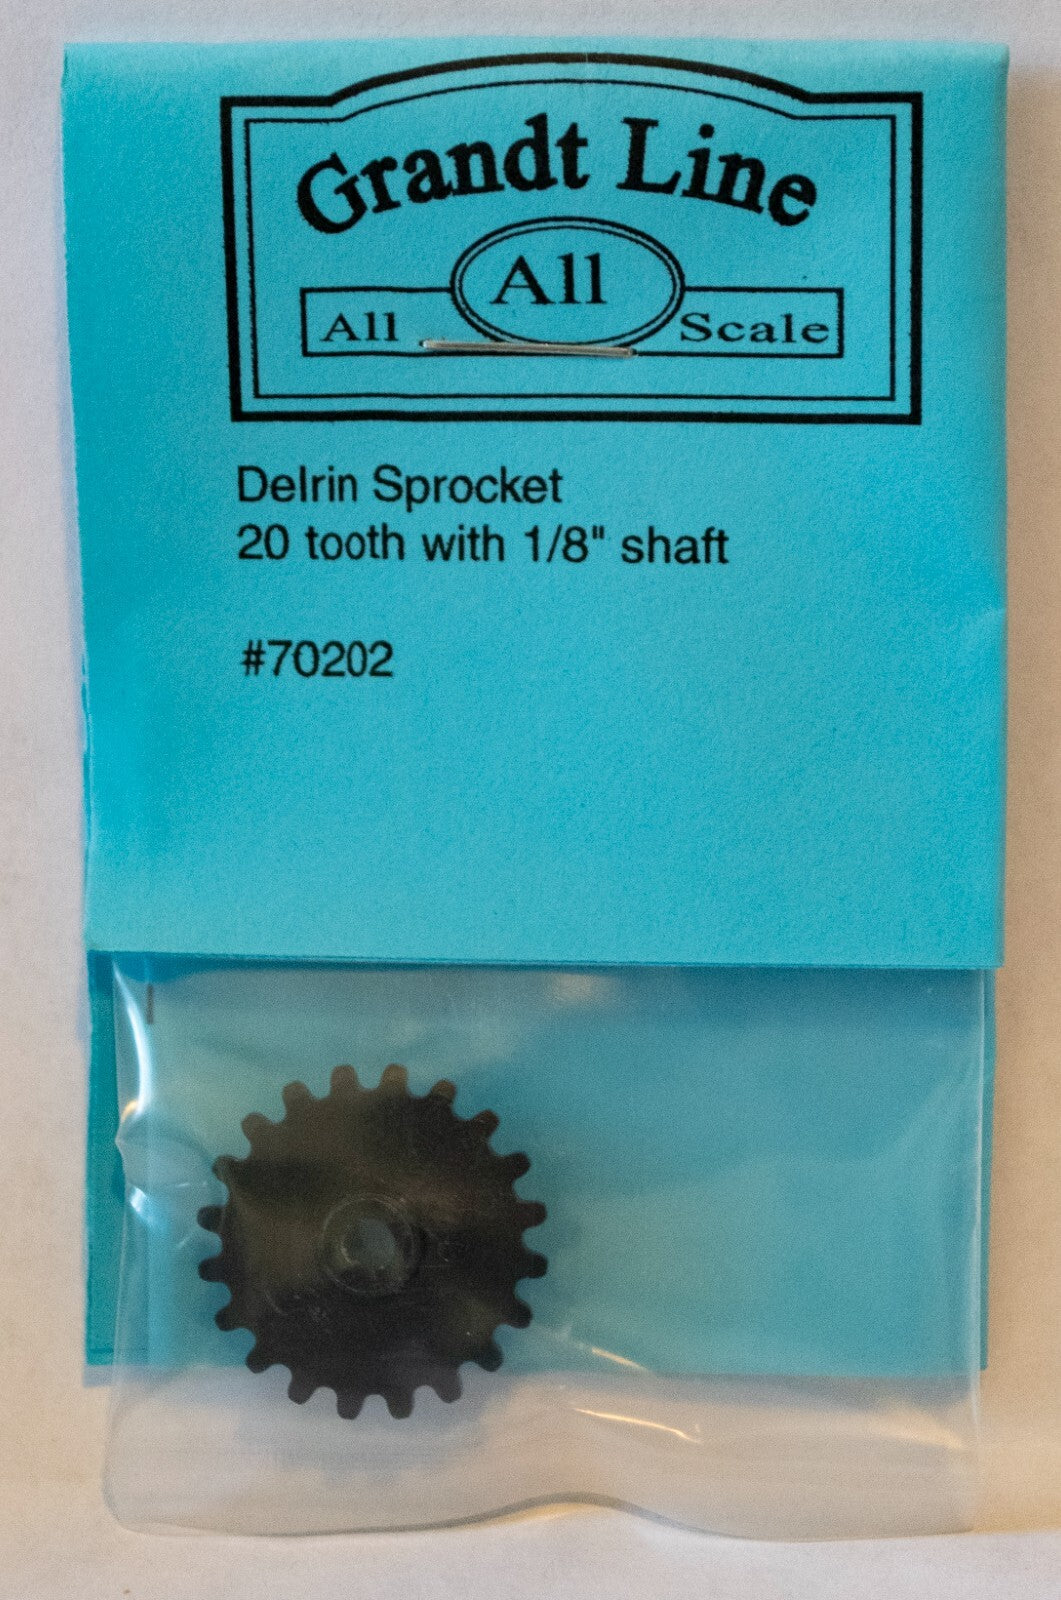 Grandt Line
All
All Scale
Delrin Sprocket
20 tooth with 1/8" shaft
#70202